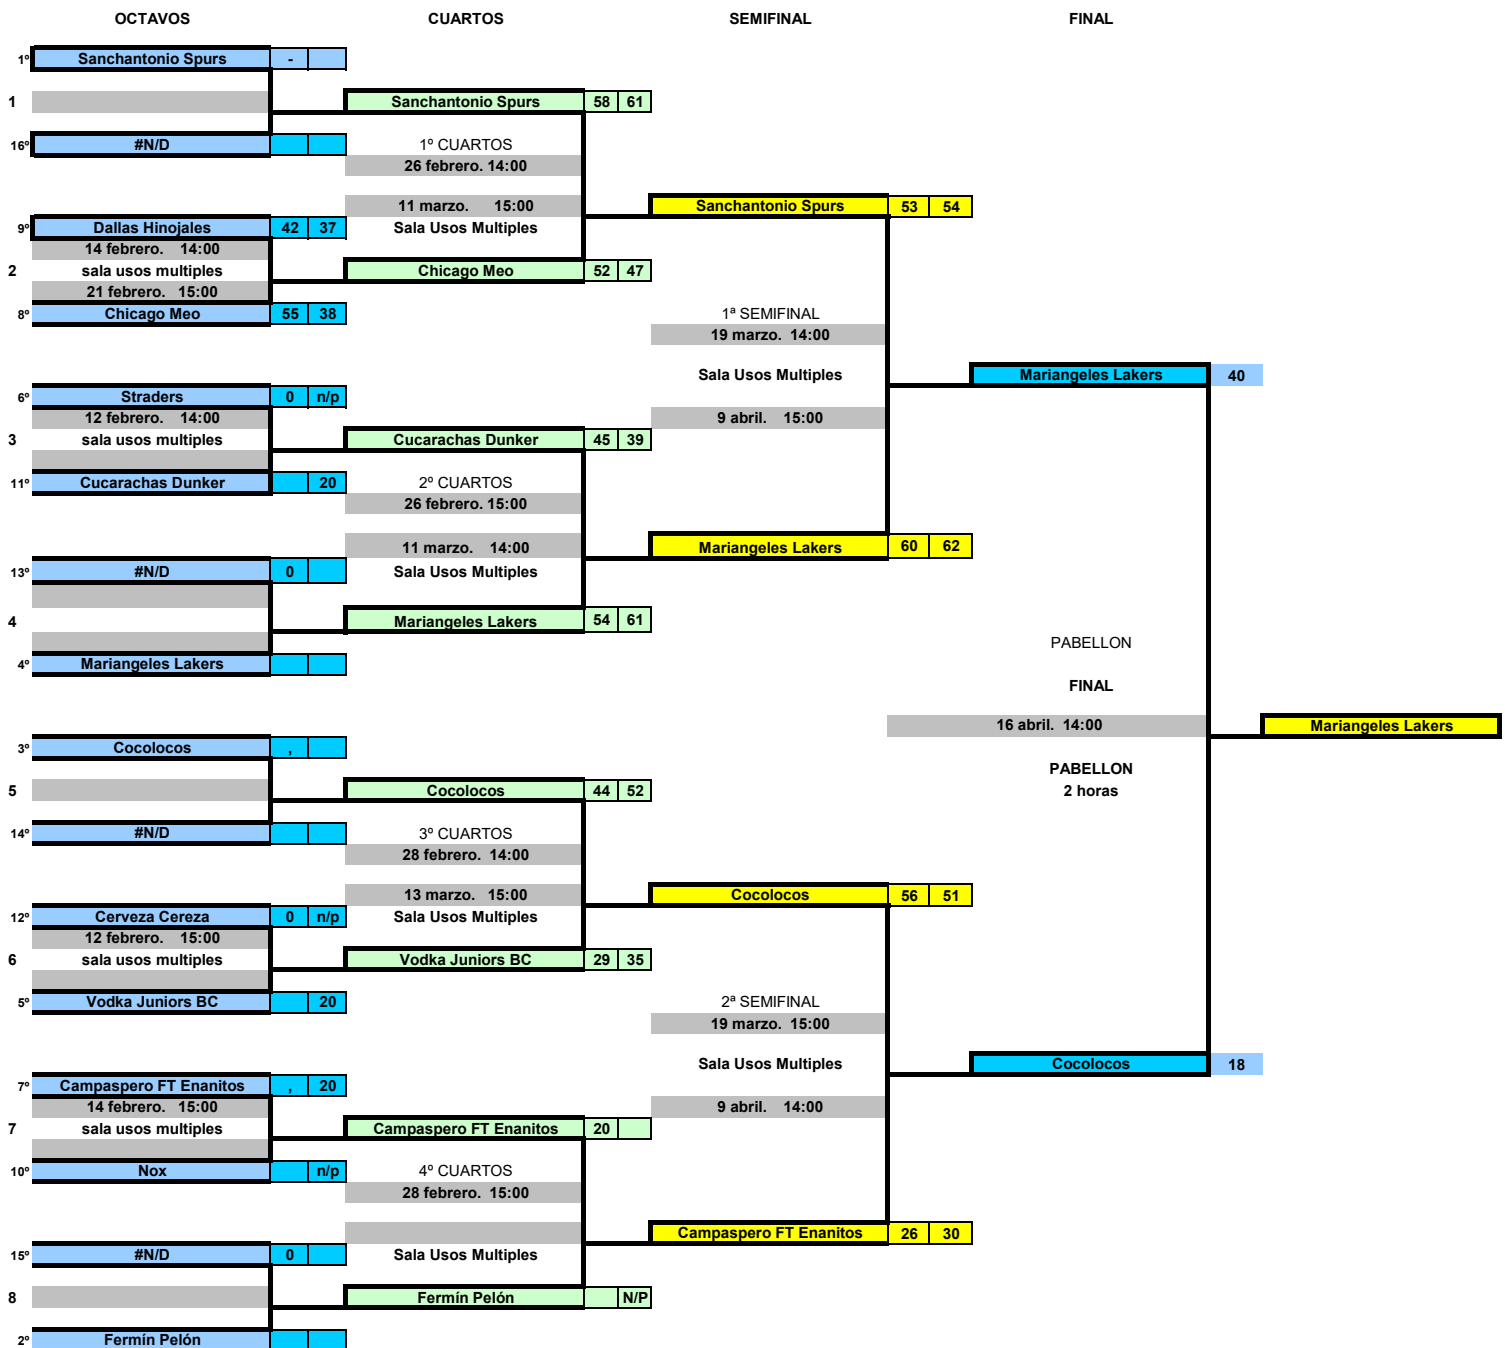 OCTAVOS CUARTOS SEMIFINAL FINAL
1º Sanchantonio Spurs -
1 Sanchantonio Spurs 58 61
16º #N/D 1º CUARTOS
26 febrero. 14:00
11 marzo. 15:00 Sanchantonio Spurs 53 54
9º Dallas Hinojales 42 37 Sala Usos Multiples
14 febrero. 14:00
2 sala usos multiples Chicago Meo 52 47
21 febrero. 15:00
8º Chicago Meo 55 38 1ª SEMIFINAL
19 marzo. 14:00
Sala Usos Multiples Mariangeles Lakers 40
6º Straders 0 n/p
12 febrero. 14:00 9 abril. 15:00
3 sala usos multiples Cucarachas Dunker 45 39
11º Cucarachas Dunker 20 2º CUARTOS
26 febrero. 15:00
11 marzo. 14:00 Mariangeles Lakers 60 62
13º #N/D 0 Sala Usos Multiples
4 Mariangeles Lakers 54 61
PABELLON
4º Mariangeles Lakers
FINAL
16 abril. 14:00 Mariangeles Lakers
3º Cocolocos ,
PABELLON
5 Cocolocos 44 52 2 horas
14º #N/D 3º CUARTOS
28 febrero. 14:00
13 marzo. 15:00 Cocolocos 56 51
12º Cerveza Cereza 0 n/p Sala Usos Multiples
12 febrero. 15:00
6 sala usos multiples Vodka Juniors BC 29 35
5º Vodka Juniors BC 20 2ª SEMIFINAL
19 marzo. 15:00
Sala Usos Multiples Cocolocos 18
7º Campaspero FT Enanitos , 20
14 febrero. 15:00 9 abril. 14:00
7 sala usos multiples Campaspero FT Enanitos 20
10º Nox n/p 4º CUARTOS
28 febrero. 15:00
Campaspero FT Enanitos 26 30
15º #N/D 0 Sala Usos Multiples
8 Fermín Pelón N/P
2º Fermín Pelón